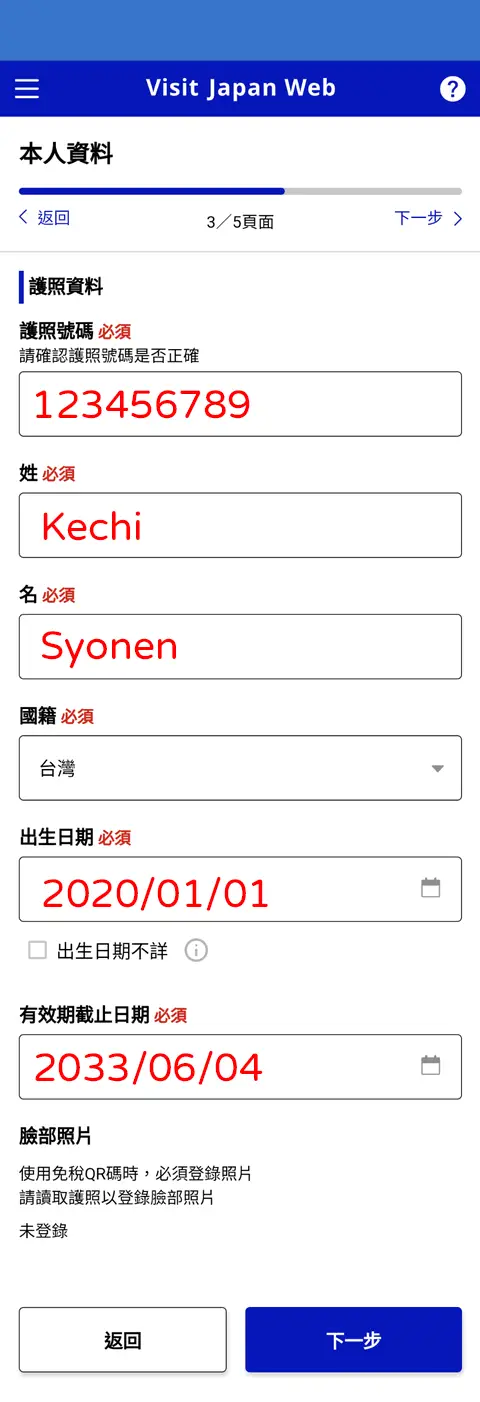 Visit Japan Web
本人資料
返回
3／5頁面
下一步
護照資料
護照號碼 必須
請確認護照號碼是否正確
123456789
姓 必須
Kechi
名 必須
Syonen
國籍 必須
台灣
出生日期 必須
2020/01/01
出生日期不詳
有效期截止日期 必須
2033/06/04
臉部照片
使用免稅QR碼時，必須登錄照片
請讀取護照以登錄臉部照片
未登錄
返回
下一步